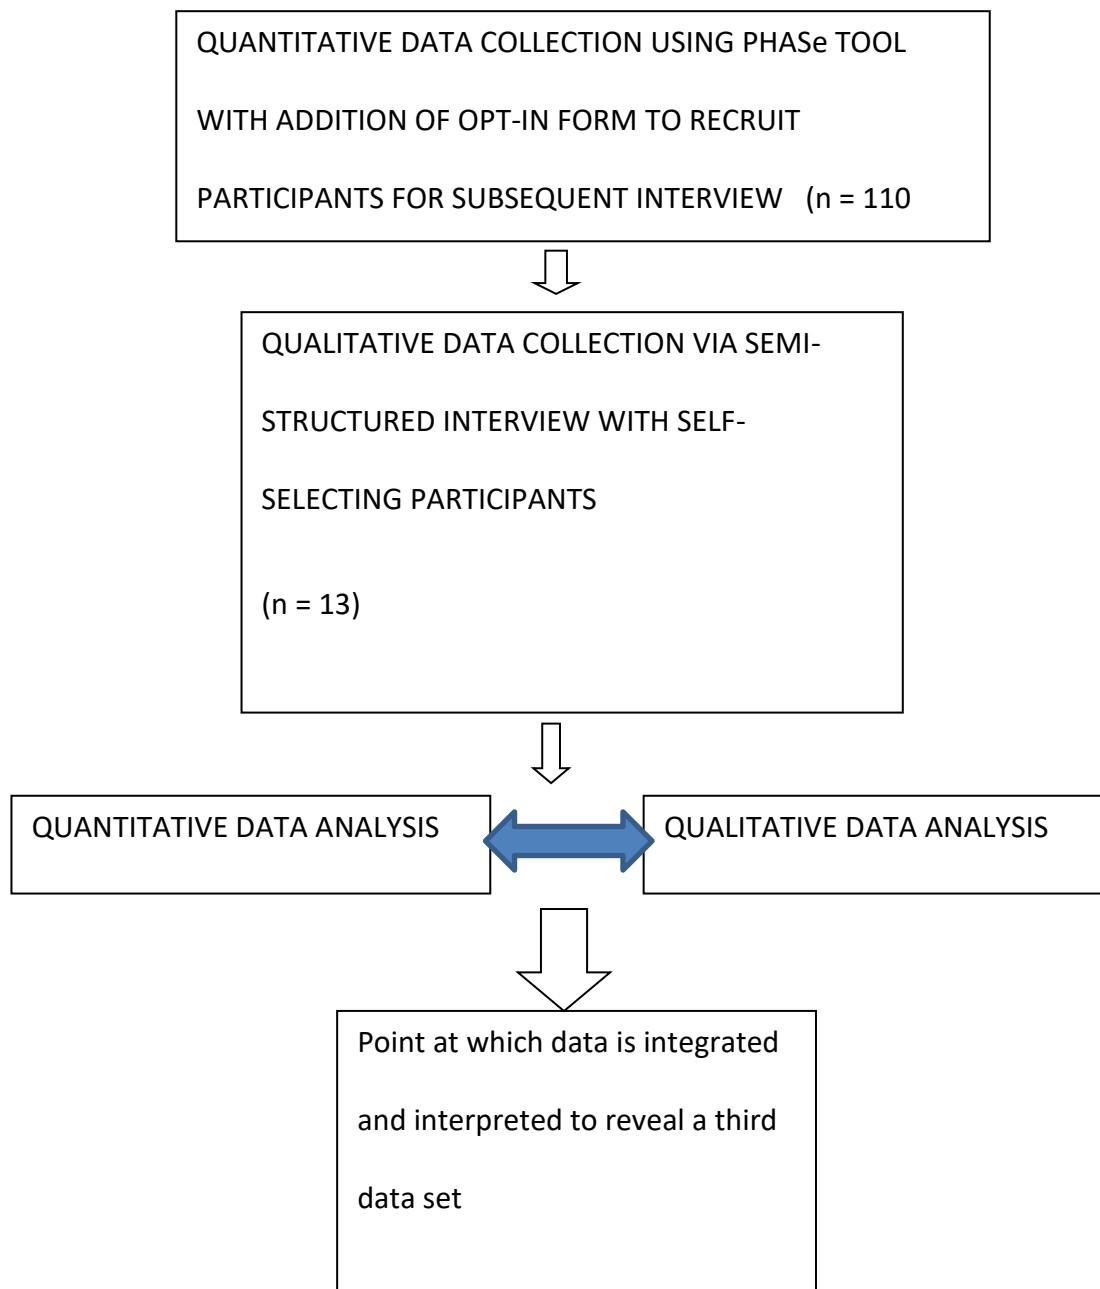 QUANTITATIVE DATA COLLECTION USING PHASe TOOL
WITH ADDITION OF OPT-IN FORM TO RECRUIT
PARTICIPANTS FOR SUBSEQUENT INTERVIEW (n = 110
QUALITATIVE DATA COLLECTION VIA SEMI-
STRUCTURED INTERVIEW WITH SELF-
SELECTING PARTICIPANTS
(n = 13)
QUANTITATIVE DATA ANALYSIS
QUALITATIVE DATA ANALYSIS
Point at which data is integrated
and interpreted to reveal a third
data set